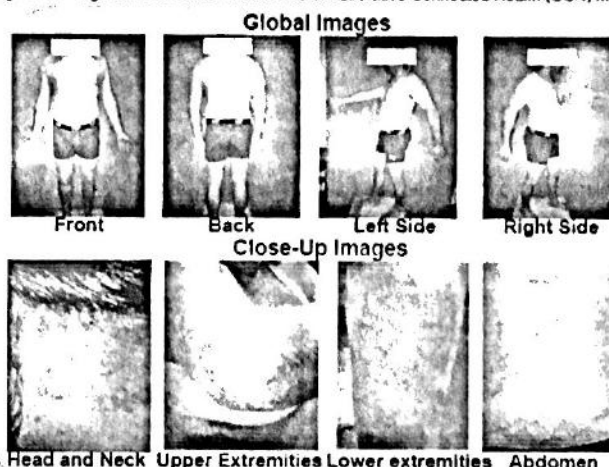 Global Images
Front Back Left Side Right Side
Close-Up Images
Head and Neck Upper Extremities Lower extremities Abdomen